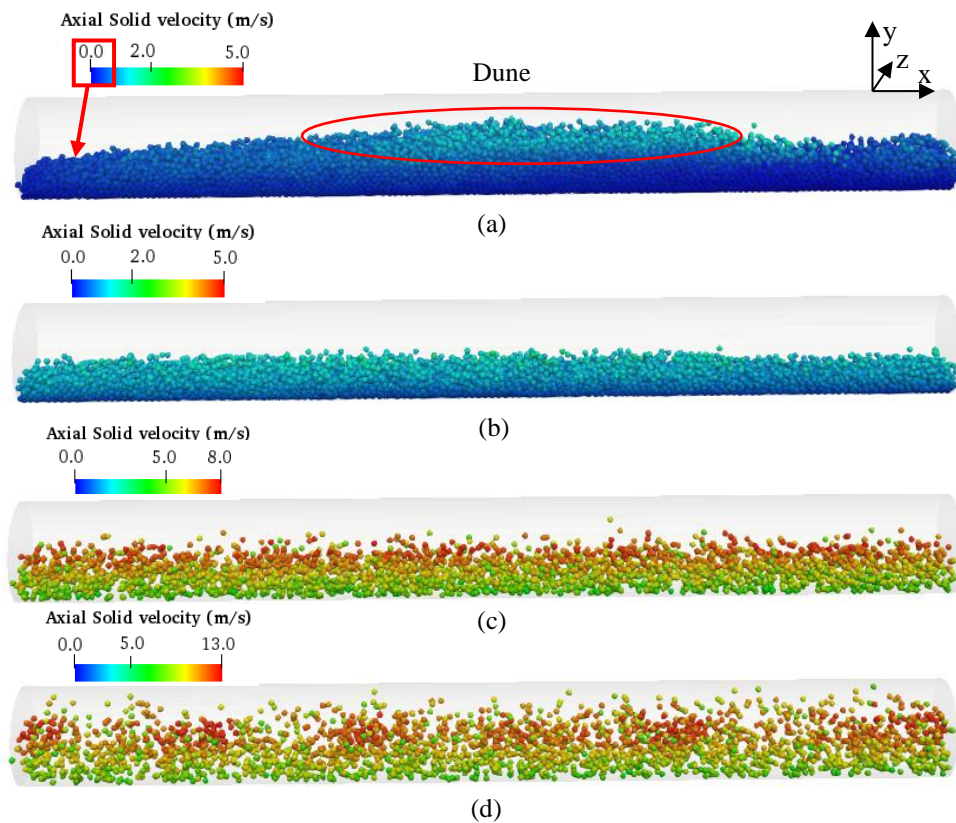 Axial Solid velocity (m/s)
0.0 2.0 5.0
Dune
y
z
x
(a)
Axial Solid velocity (m/s)
0.0 2.0 5.0
(b)
Axial Solid velocity (m/s)
0.0 5.0 8.0
(c)
Axial Solid velocity (m/s)
0.0 5.0 13.0
(d)